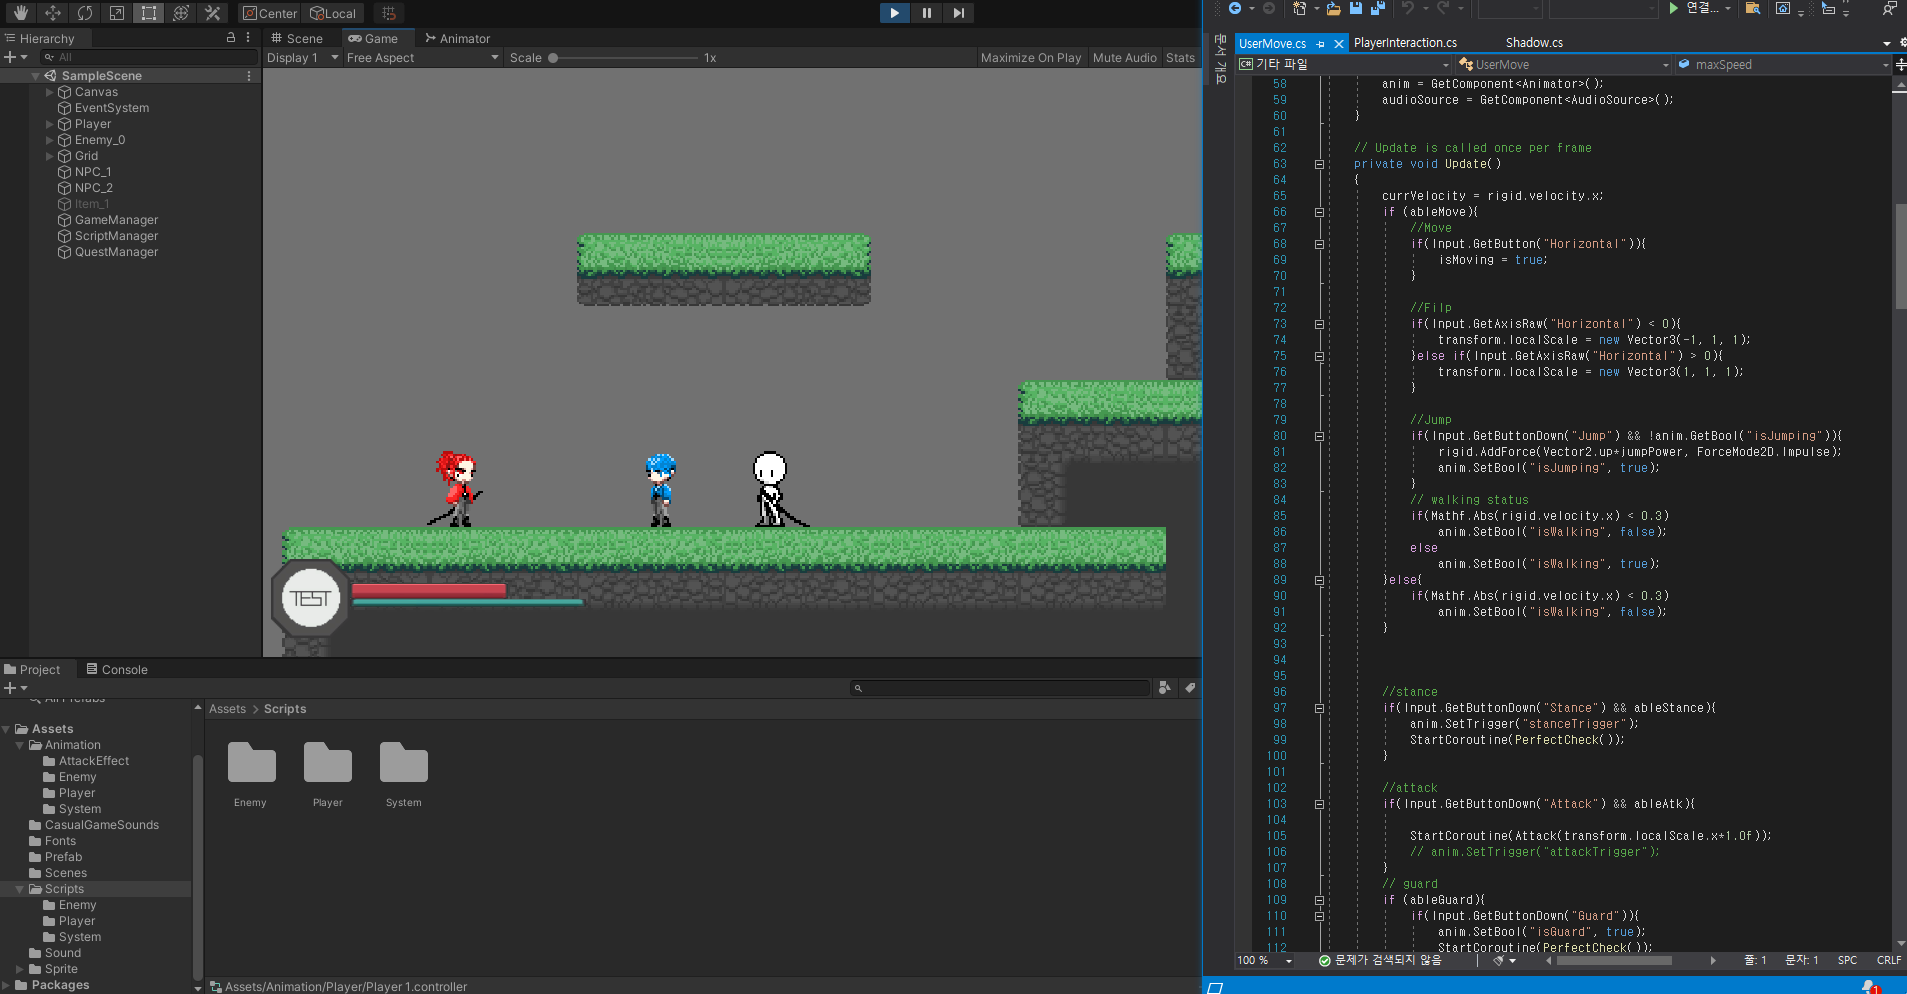 Center
Local
Hierarchy
All
SampleScene
Canvas
EventSystem
Player
Enemy_0
Grid
NPC_1
NPC_2
Item_1
GameManager
ScriptManager
QuestManager
Scene
Game
Animator
Display 1
Free Aspect
Scale
1x
Maximize On Play
Mute Audio
Stats
TEST
Project
Console
All Prefabs
Assets
Animation
AttackEffect
Enemy
Player
System
CasualGameSounds
Fonts
Prefab
Scenes
Scripts
Enemy
Player
System
Sound
Sprite
Packages
Assets > Scripts
Enemy
Player
System
Assets/Animation/Player/Player 1.controller
연결...
문서 개요
UserMove.cs
PlayerInteraction.cs
Shadow.cs
C# 기타 파일
UserMove
maxSpeed
58 anim = GetComponent<Animator>();
59 audioSource = GetComponent<AudioSource>();
60 }
61
62 // Update is called once per frame
63 private void Update()
64 {
65 currVelocity = rigid.velocity.x;
66 if (ableMove){
67 //Move
68 if(Input.GetButton("Horizontal")){
69 isMoving = true;
70 }
71
72 //Filp
73 if(Input.GetAxisRaw("Horizontal") < 0){
74 transform.localScale = new Vector3(-1, 1, 1);
75 }else if(Input.GetAxisRaw("Horizontal") > 0){
76 transform.localScale = new Vector3(1, 1, 1);
77 }
78
79 //Jump
80 if(Input.GetButtonDown("Jump") && !anim.GetBool("isJumping")){
81 rigid.AddForce(Vector2.up*jumpPower, ForceMode2D.Impulse);
82 anim.SetBool("isJumping", true);
83 }
84 // walking status
85 if(Mathf.Abs(rigid.velocity.x) < 0.3)
86 anim.SetBool("isWalking", false);
87 else
88 anim.SetBool("isWalking", true);
89 }else{
90 if(Mathf.Abs(rigid.velocity.x) < 0.3)
91 anim.SetBool("isWalking", false);
92 }
93
94
95
96 //stance
97 if(Input.GetButtonDown("Stance") && ableStance){
98 anim.SetTrigger("stanceTrigger");
99 StartCoroutine(PerfectCheck());
100 }
101
102 //attack
103 if(Input.GetButtonDown("Attack") && ableAtk){
104
105 StartCoroutine(Attack(transform.localScale.x*1.0f));
106 // anim.SetTrigger("attackTrigger");
107 }
108 // guard
109 if (ableGuard){
110 if(Input.GetButtonDown("Guard")){
111 anim.SetBool("isGuard", true);
112 StartCoroutine(PerfectCheck());
100 %
문제가 검색되지 않음
줄: 1
문자: 1
SPC
CRLF
1